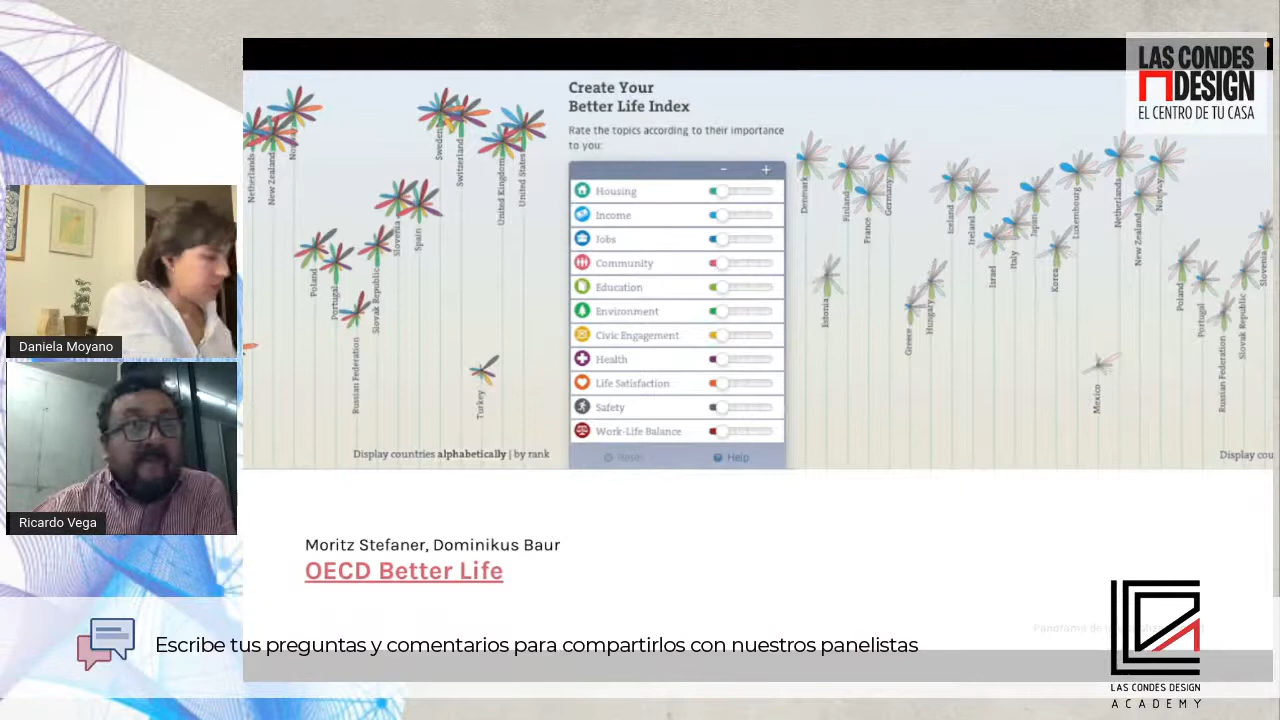 LAS CONDES
DESIGN
EL CENTRO DE TU CASA
Create Your
Better Life Index
Rate the topics according to their importance
to you:
- +
Housing
Income
Jobs
Community
Education
Environment
Civic Engagement
Health
Life Satisfaction
Safety
Work-Life Balance
Reset
Help
Netherlands
New Zealand
Poland
Portugal
Russian Federation
Slovak Republic
Slovenia
Spain
Sweden
Switzerland
Turkey
United Kingdom
United States
Display countries alphabetically | by rank
Denmark
Estonia
Finland
France
Germany
Greece
Hungary
Iceland
Ireland
Israel
Italy
Japan
Korea
Luxembourg
Mexico
Netherlands
New Zealand
Norway
Poland
Portugal
Russian Federation
Slovak Republic
Slovenia
Display cou
Daniela Moyano
Ricardo Vega
Moritz Stefaner, Dominikus Baur
OECD Better Life
Escribe tus preguntas y comentarios para compartirlos con nuestros panelistas
LAS CONDES DESIGN
ACADEMY